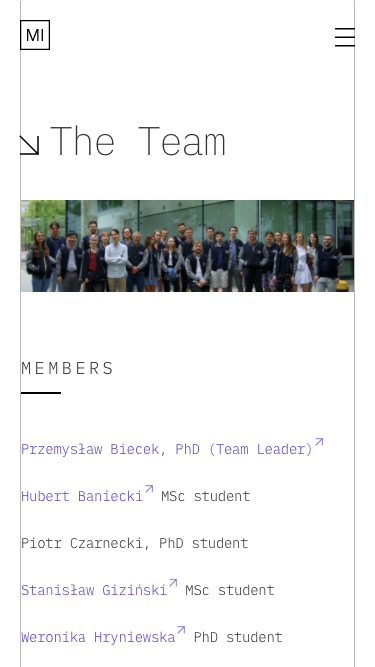 MI
The Team
MEMBERS
Przemysław Biecek, PhD (Team Leader)
Hubert Baniecki MSc student
Piotr Czarnecki, PhD student
Stanisław Giziński MSc student
Weronika Hryniewska PhD student